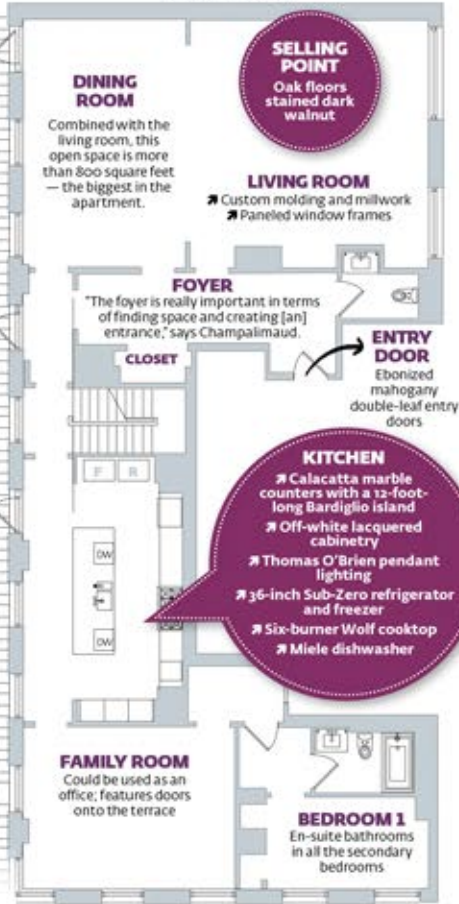 SELLING
POINT
Oak floors
stained dark
walnut
DINING
ROOM
Combined with the
living room, this
open space is more
than 800 square feet
— the biggest in the
apartment.
LIVING ROOM
↗ Custom molding and millwork
↗ Paneled window frames
FOYER
"The foyer is really important in terms
of finding space and creating [an]
entrance," says Champalimaud.
CLOSET
ENTRY
DOOR
Ebonized
mahogany
double-leaf entry
doors
F R
KITCHEN
↗ Calacatta marble
counters with a 12-foot-
long Bardiglio island
↗ Off-white lacquered
cabinetry
↗ Thomas O'Brien pendant
lighting
↗ 36-inch Sub-Zero refrigerator
and freezer
↗ Six-burner Wolf cooktop
↗ Miele dishwasher
DW
DW
FAMILY ROOM
Could be used as an
office; features doors
onto the terrace
BEDROOM 1
En-suite bathrooms
in all the secondary
bedrooms